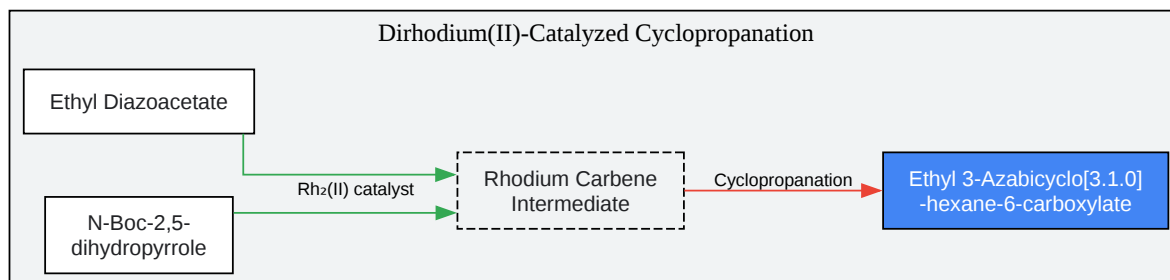 Dirhodium(II)-Catalyzed Cyclopropanation
Ethyl Diazoacetate
Rh₂(II) catalyst
N-Boc-2,5-
dihydropyrrole
Rhodium Carbene
Intermediate
Cyclopropanation
Ethyl 3-Azabicyclo[3.1.0]
-hexane-6-carboxylate